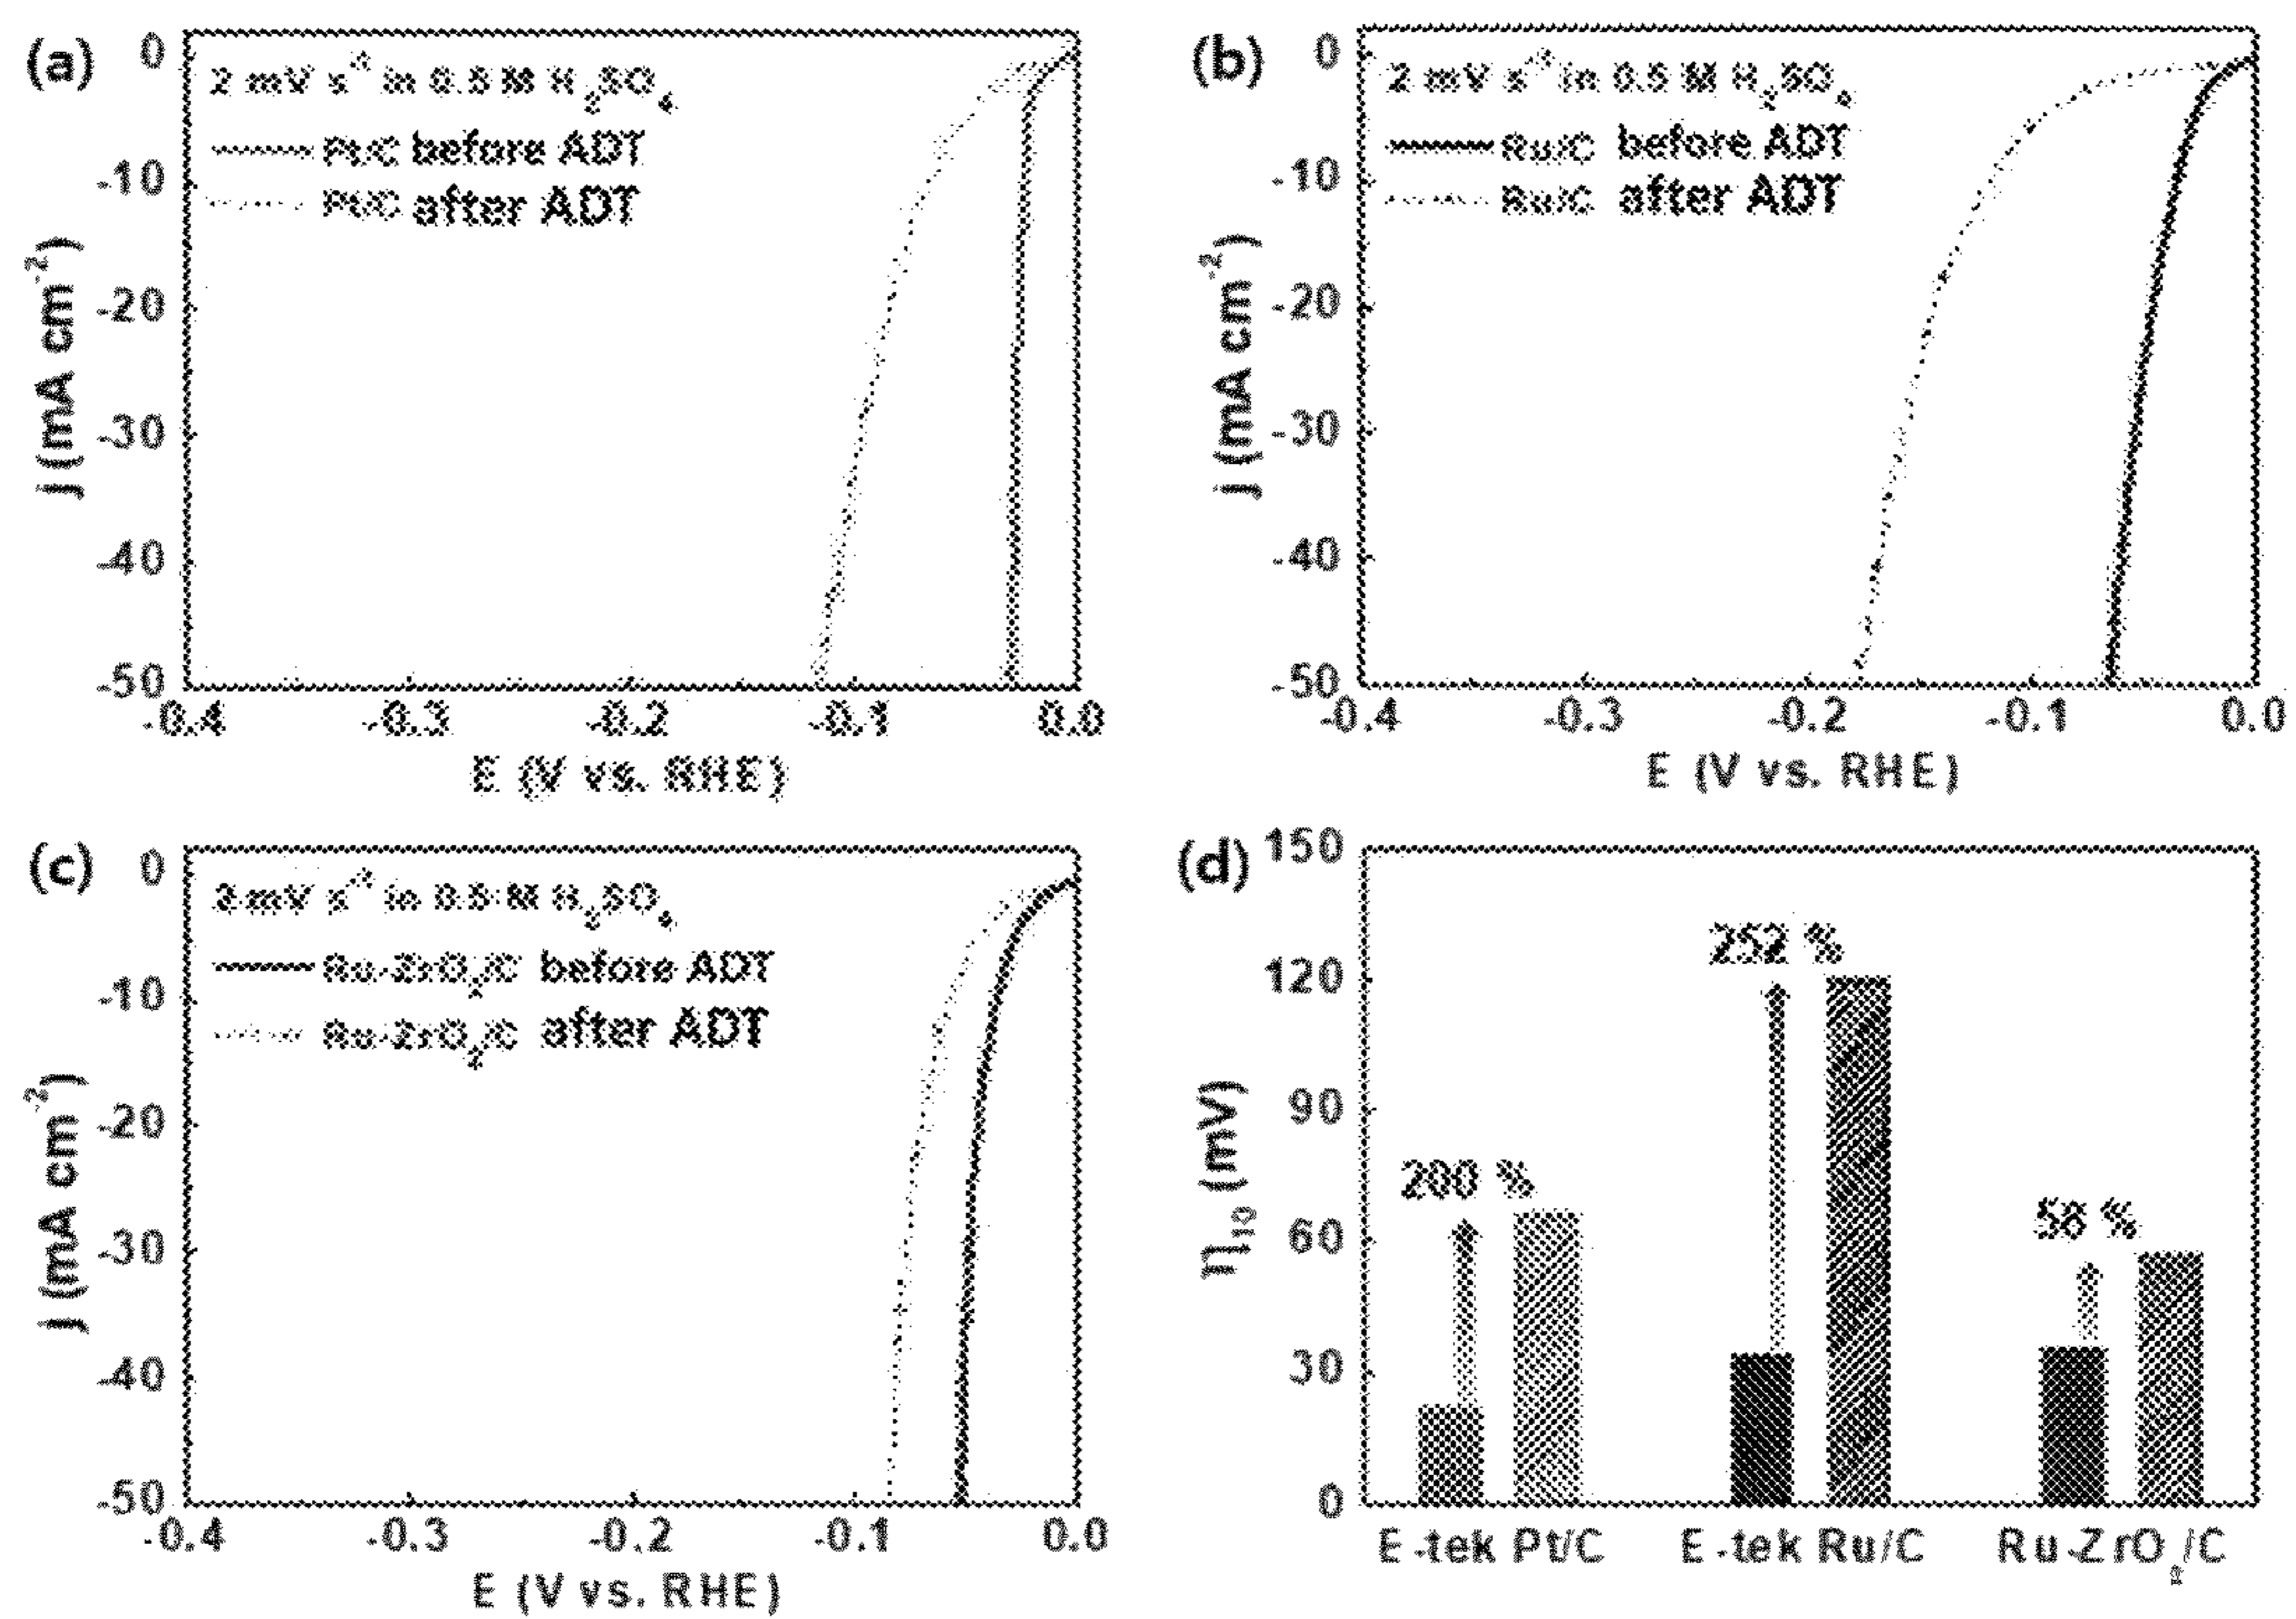 (a)
2 mV s⁻¹ in 0.5 M H₂SO₄
Pt/C before ADT
Pt/C after ADT
0
-10
-20
-30
-40
-50
j (mA cm⁻²)
-0.4 -0.3 -0.2 -0.1 0.0
E (V vs. RHE)
(b)
2 mV s⁻¹ in 0.5 M H₂SO₄
Ru/C before ADT
Ru/C after ADT
0
-10
-20
-30
-40
-50
j (mA cm⁻²)
-0.4 -0.3 -0.2 -0.1 0.0
E (V vs. RHE)
(c)
2 mV s⁻¹ in 0.5 M H₂SO₄
Ru-ZrO₂/C before ADT
Ru-ZrO₂/C after ADT
0
-10
-20
-30
-40
-50
j (mA cm⁻²)
-0.4 -0.3 -0.2 -0.1 0.0
E (V vs. RHE)
(d)
150
120
90
60
30
0
η₁₀ (mV)
200 %
252 %
58 %
E-tek Pt/C E-tek Ru/C Ru-ZrO₂/C